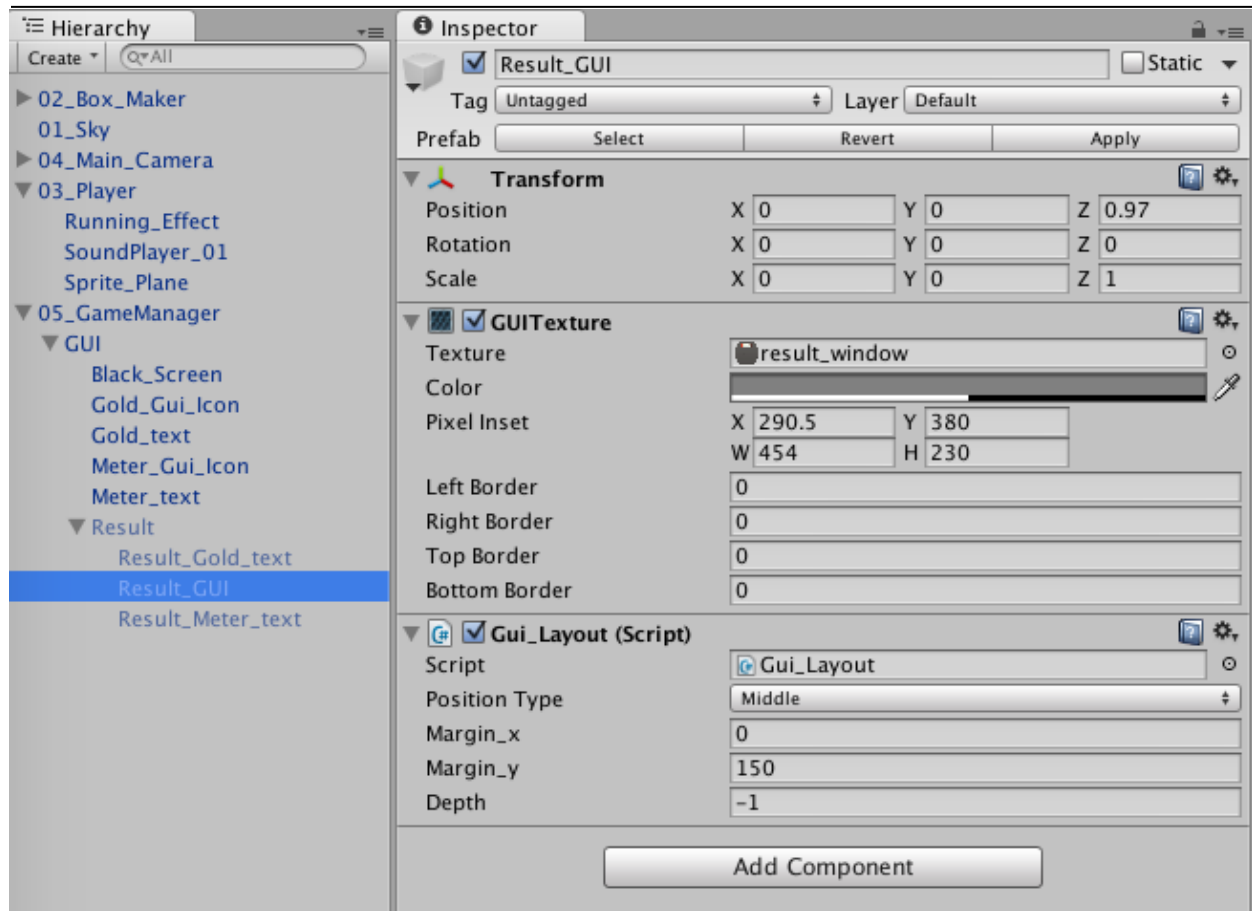 Hierarchy
Create
All
02_Box_Maker
01_Sky
04_Main_Camera
03_Player
Running_Effect
SoundPlayer_01
Sprite_Plane
05_GameManager
GUI
Black_Screen
Gold_Gui_Icon
Gold_text
Meter_Gui_Icon
Meter_text
Result
Result_Gold_text
Result_GUI
Result_Meter_text
Inspector
Result_GUI Static
Tag Untagged Layer Default
Prefab Select Revert Apply
Transform
Position X 0 Y 0 Z 0.97
Rotation X 0 Y 0 Z 0
Scale X 0 Y 0 Z 1
GUITexture
Texture result_window
Color
Pixel Inset X 290.5 Y 380
W 454 H 230
Left Border 0
Right Border 0
Top Border 0
Bottom Border 0
Gui_Layout (Script)
Script Gui_Layout
Position Type Middle
Margin_x 0
Margin_y 150
Depth -1
Add Component